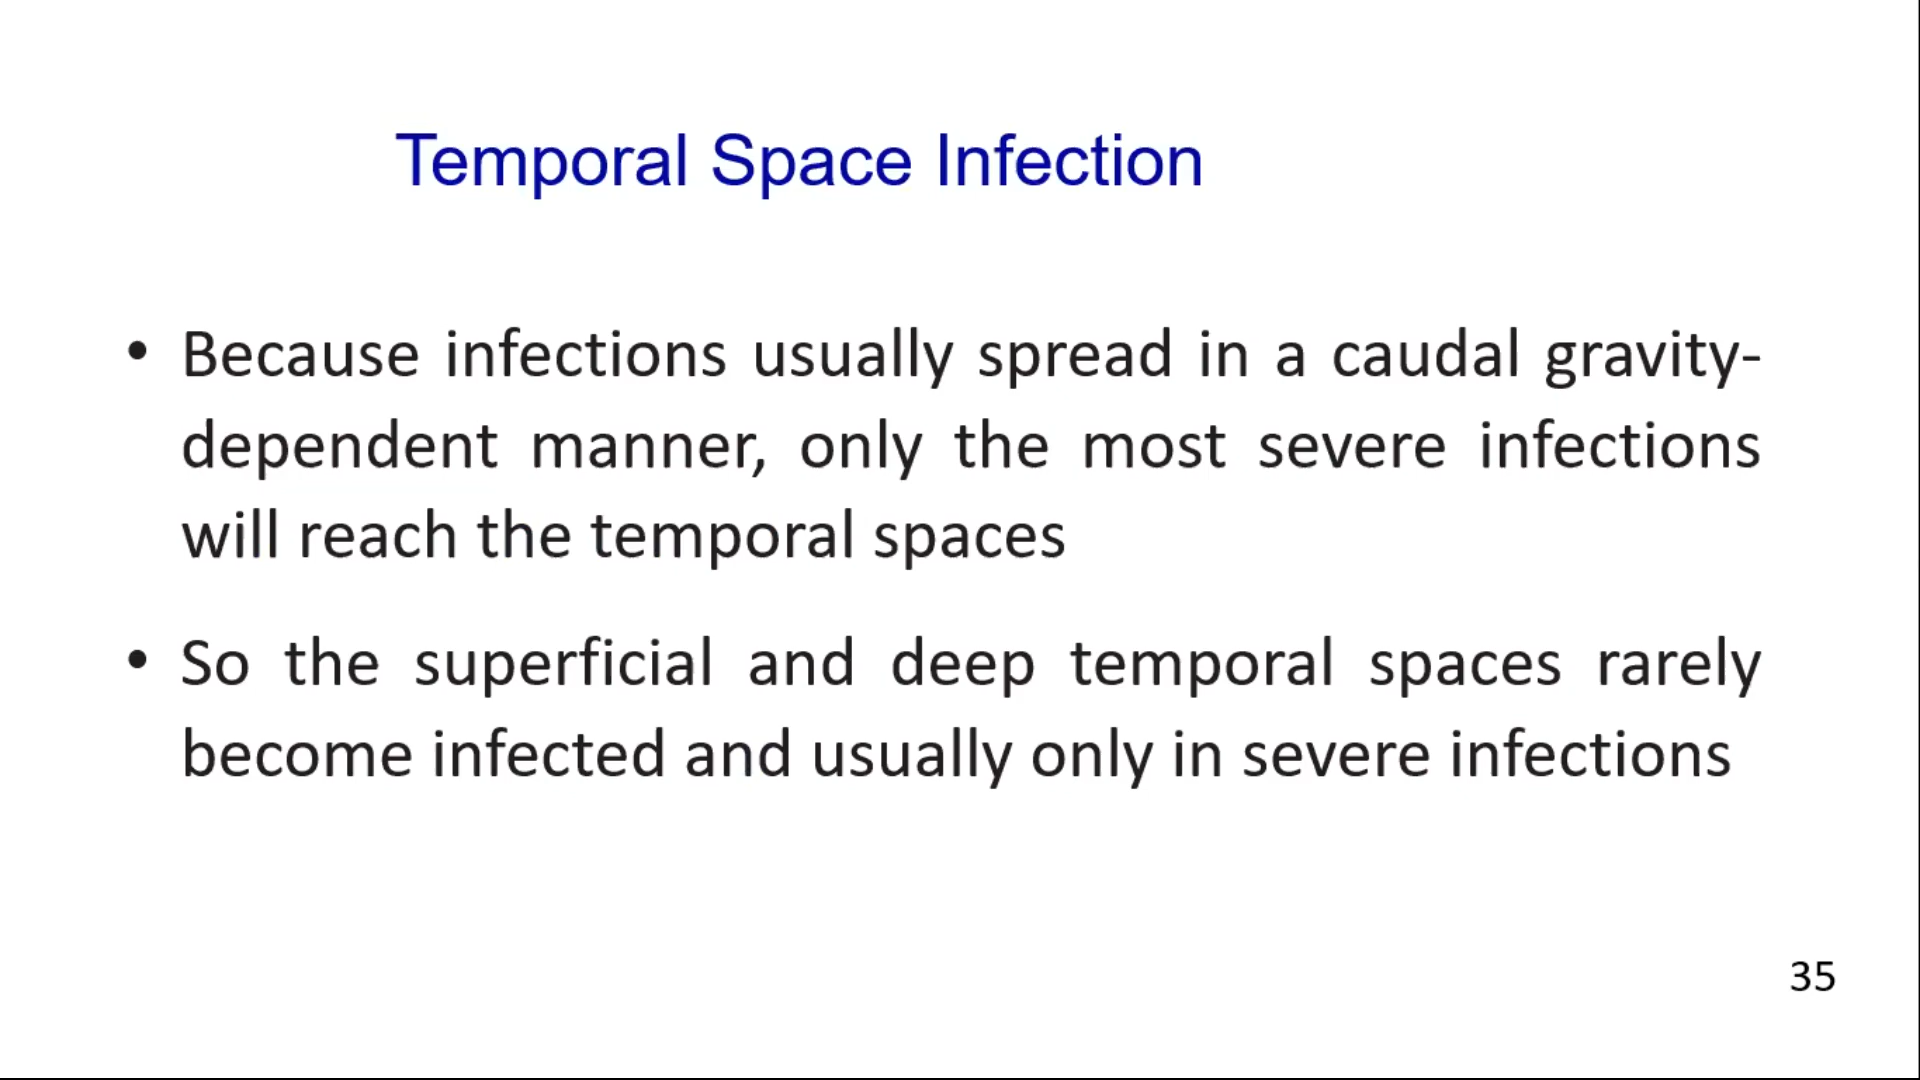 Temporal Space Infection
• Because infections usually spread in a caudal gravity-
dependent manner, only the most severe infections
will reach the temporal spaces
• So the superficial and deep temporal spaces rarely
become infected and usually only in severe infections
35